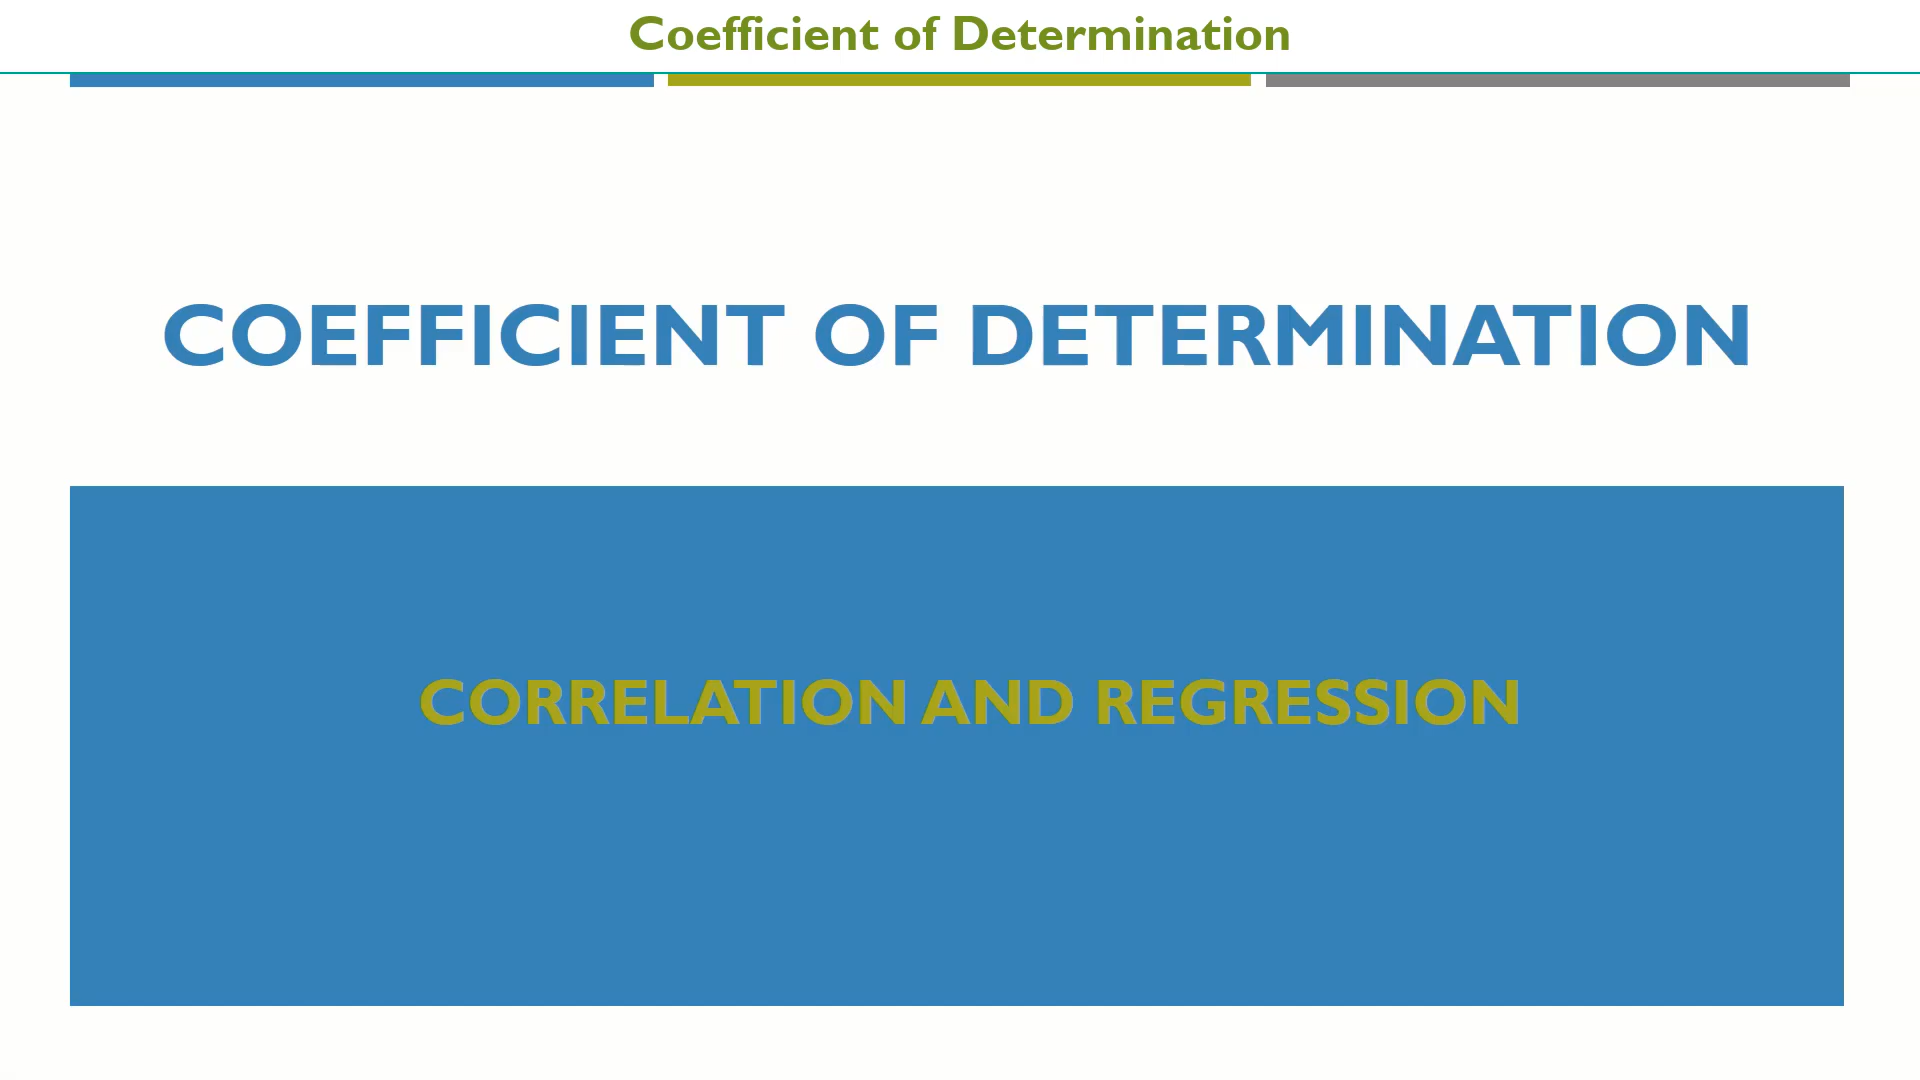 Coefficient of Determination
COEFFICIENT OF DETERMINATION
CORRELATION AND REGRESSION